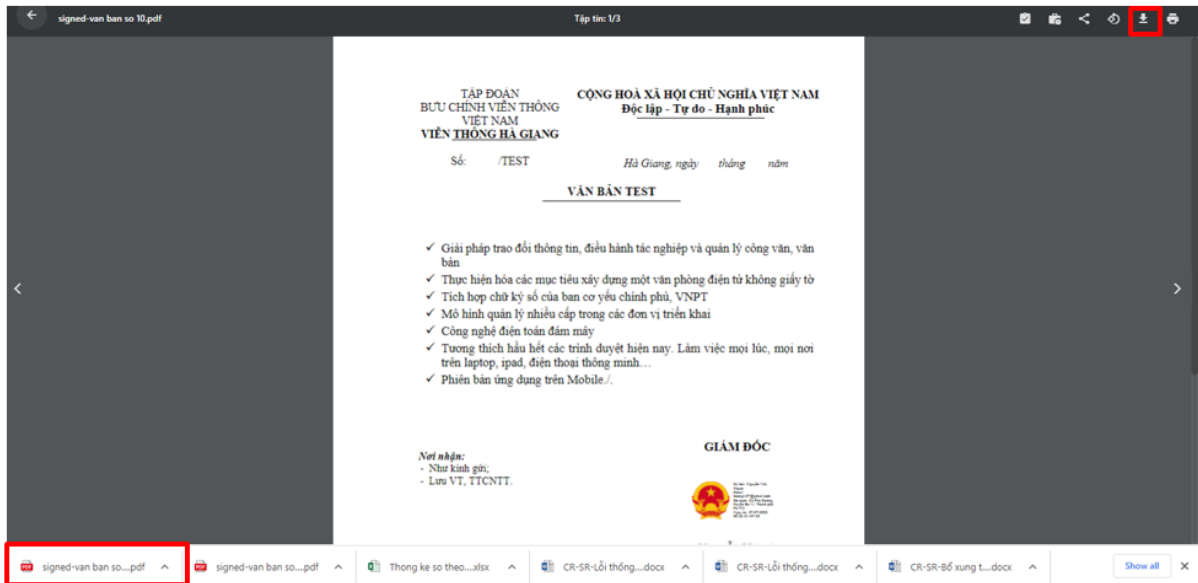 signed-van ban so 10.pdf
Tập tin: 1/3
TẬP ĐOÀN
BƯU CHÍNH VIỄN THÔNG
VIỆT NAM
VIỄN THÔNG HÀ GIANG
CỘNG HOÀ XÃ HỘI CHỦ NGHĨA VIỆT NAM
Độc lập - Tự do - Hạnh phúc
Số: /TEST
Hà Giang, ngày tháng năm
VĂN BẢN TEST
✓ Giải pháp trao đổi thông tin, điều hành tác nghiệp và quản lý công văn, văn
bản
✓ Thực hiện hóa các mục tiêu xây dựng một văn phòng điện tử không giấy tờ
✓ Tích hợp chữ ký số của ban cơ yếu chính phủ, VNPT
✓ Mô hình quản lý nhiều cấp trong các đơn vị triển khai
✓ Công nghệ điện toán đám mây
✓ Tương thích hầu hết các trình duyệt hiện nay. Làm việc mọi lúc, mọi nơi
trên laptop, ipad, điện thoại thông minh…
✓ Phiên bản ứng dụng trên Mobile./.
Nơi nhận:
- Như kính gửi;
- Lưu VT, TTCNTT.
GIÁM ĐỐC
signed-van ban so....pdf
signed-van ban so....pdf
Thong ke so theo....xlsx
CR-SR-Lỗi thống....docx
CR-SR-Lỗi thống....docx
CR-SR-Bổ xung t....docx
Show all